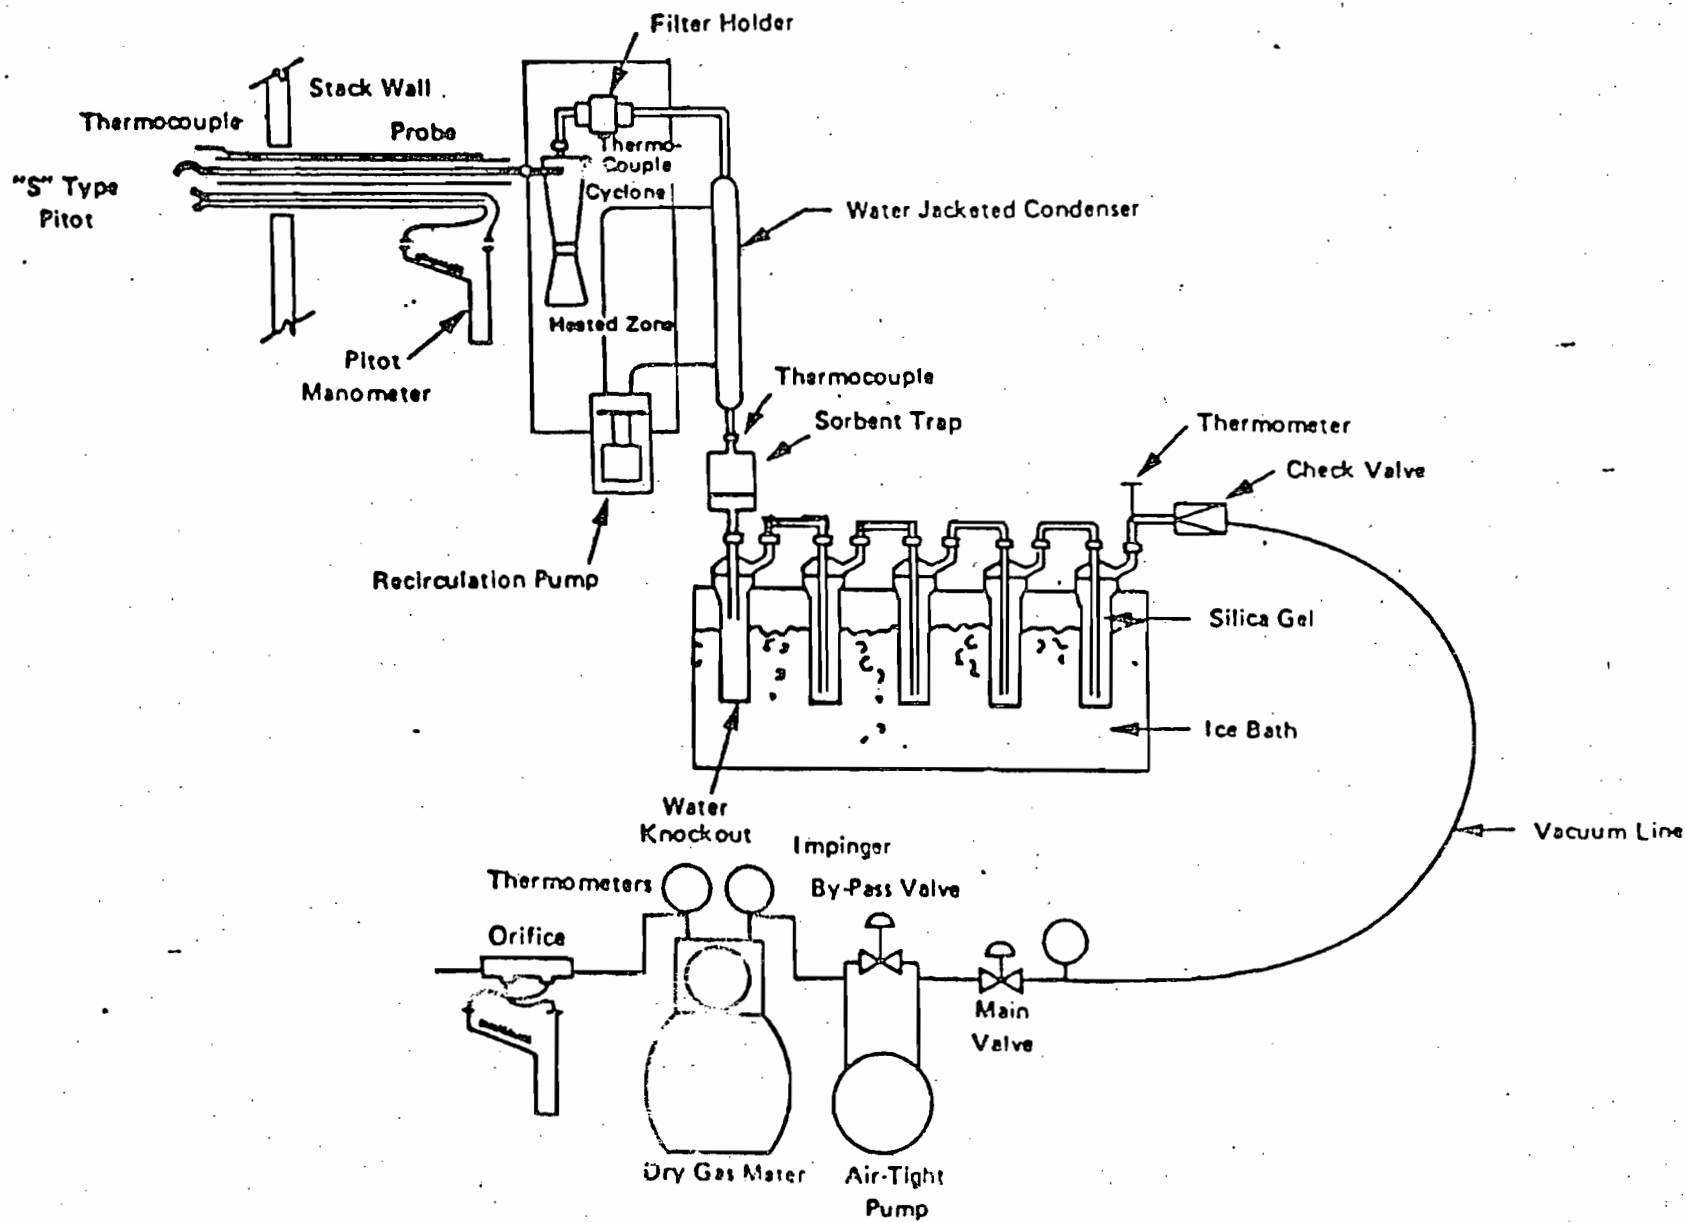 Filter Holder
Stack Wall
Thermocouple
Probe
Thermo-
Couple
Cyclone
"S" Type
Pitot
Water Jacketed Condenser
Heated Zone
Pitot
Manometer
Thermocouple
Sorbent Trap
Thermometer
Check Valve
Recirculation Pump
Silica Gel
Ice Bath
Water
Knockout
Impinger
Vacuum Line
Thermometers
By-Pass Valve
Orifice
Main
Valve
Dry Gas Meter
Air-Tight
Pump